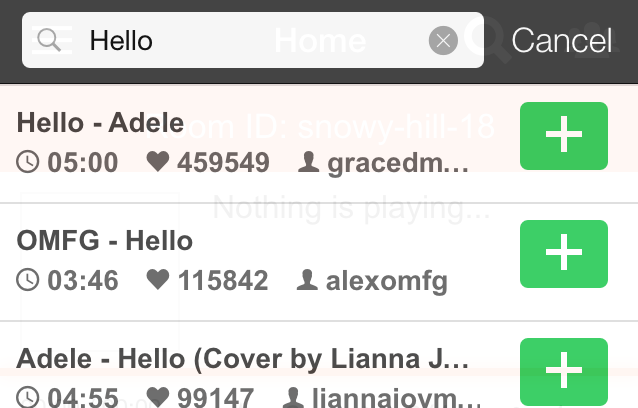 Hello
Home
Cancel
Hello - Adele
Room ID: snowy-hill-18
05:00 459549 gracedm...
Nothing is playing...
OMFG - Hello
03:46 115842 alexomfg
Adele - Hello (Cover by Lianna J...
04:55 99147 liannajoym...